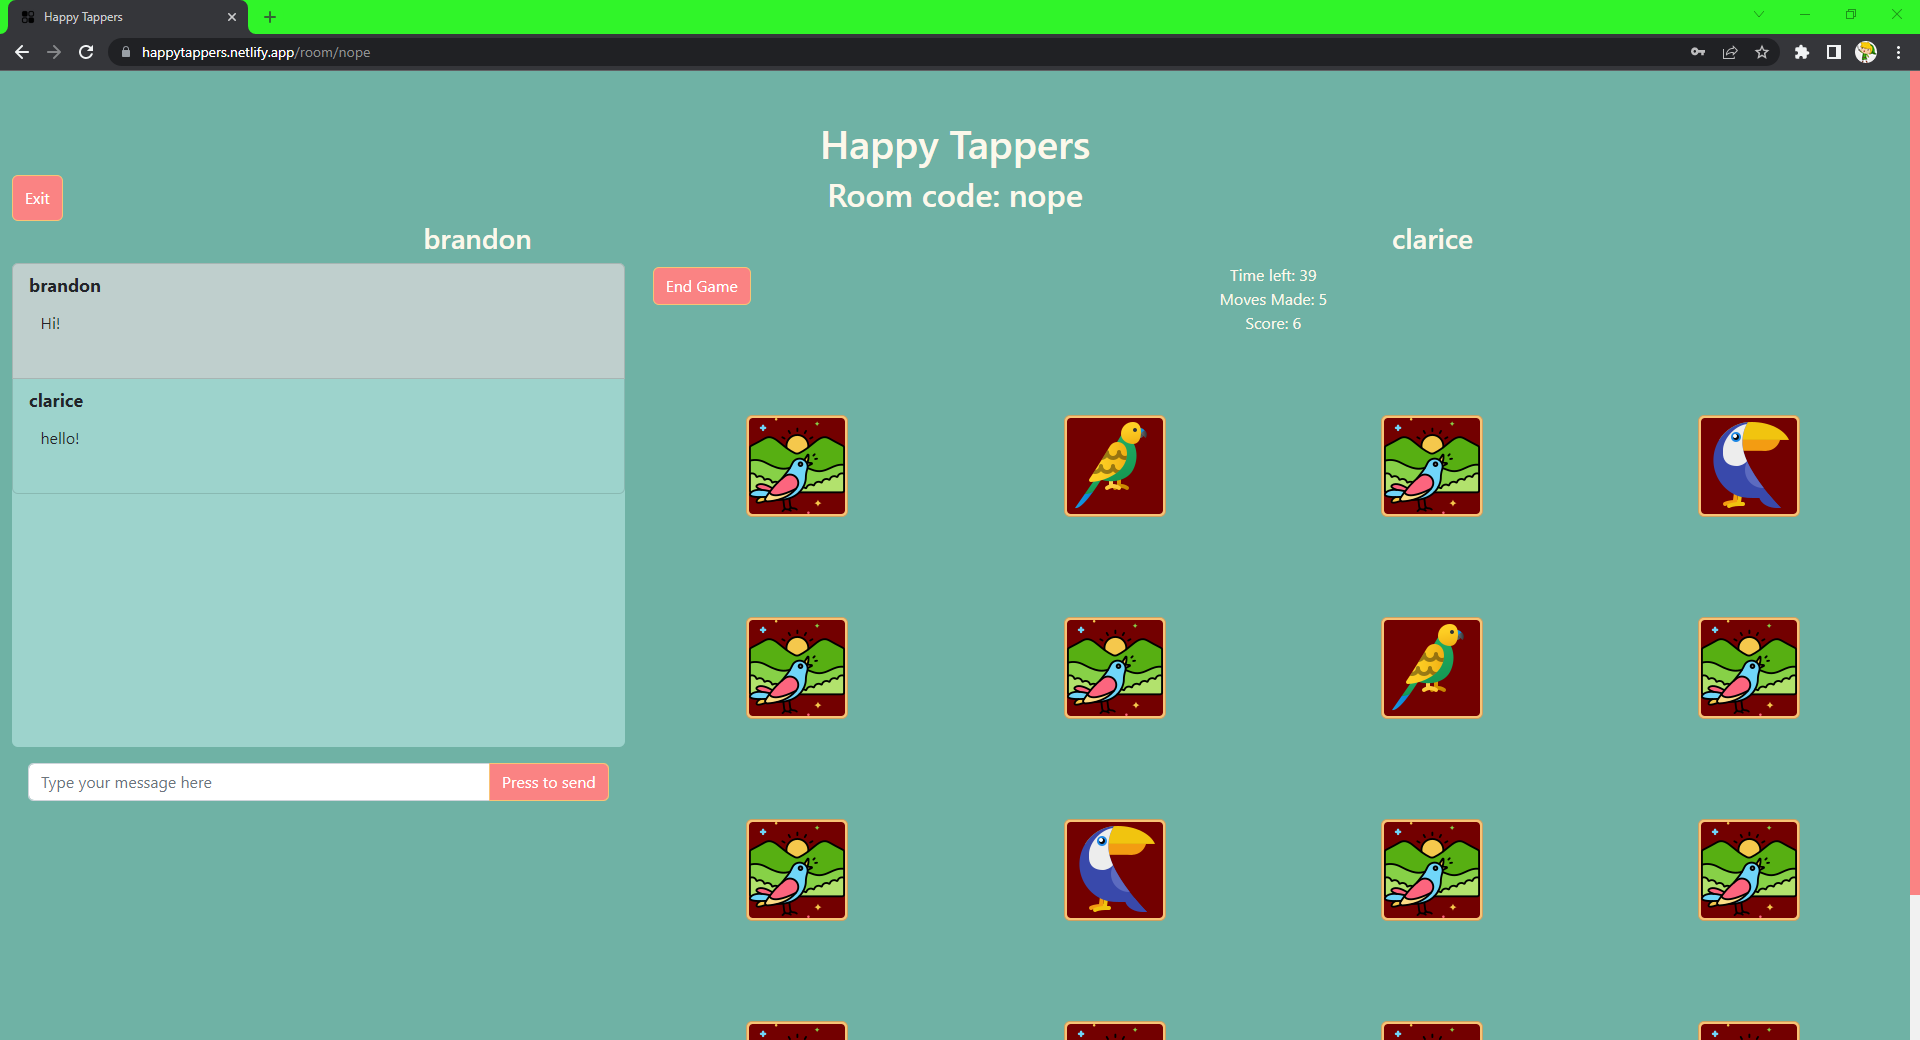 Happy Tappers
happytappers.netlify.app/room/nope
Happy Tappers
Exit
Room code: nope
brandon
clarice
brandon
Hi!
clarice
hello!
Type your message here
Press to send
End Game
Time left: 39
Moves Made: 5
Score: 6